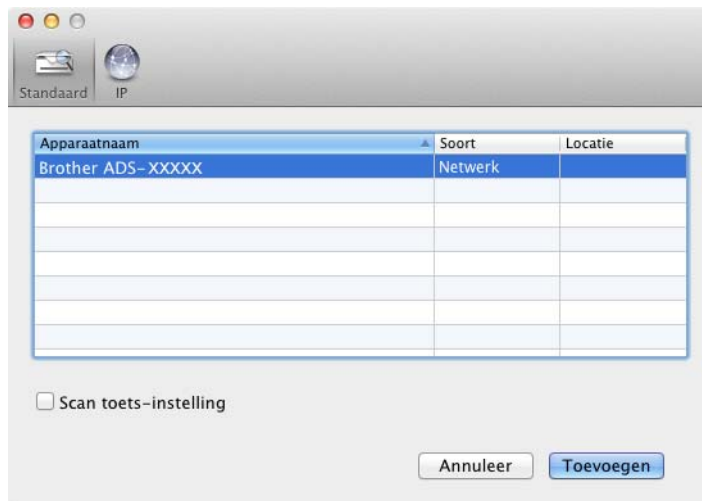 Standaard IP
Apparaatnaam Soort Locatie
Brother ADS-XXXXX Netwerk
Scan toets-instelling
Annuleer Toevoegen